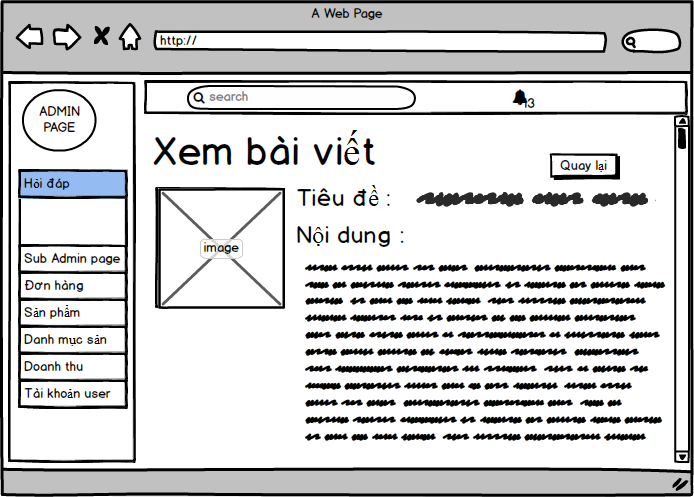 A Web Page
http://
search
13
ADMIN
PAGE
Hỏi đáp
Sub Admin page
Đơn hàng
Sản phẩm
Danh mục sản
Doanh thu
Tài khoản user
Xem bài viết
Quay lại
image
Tiêu đề :
Nội dung :